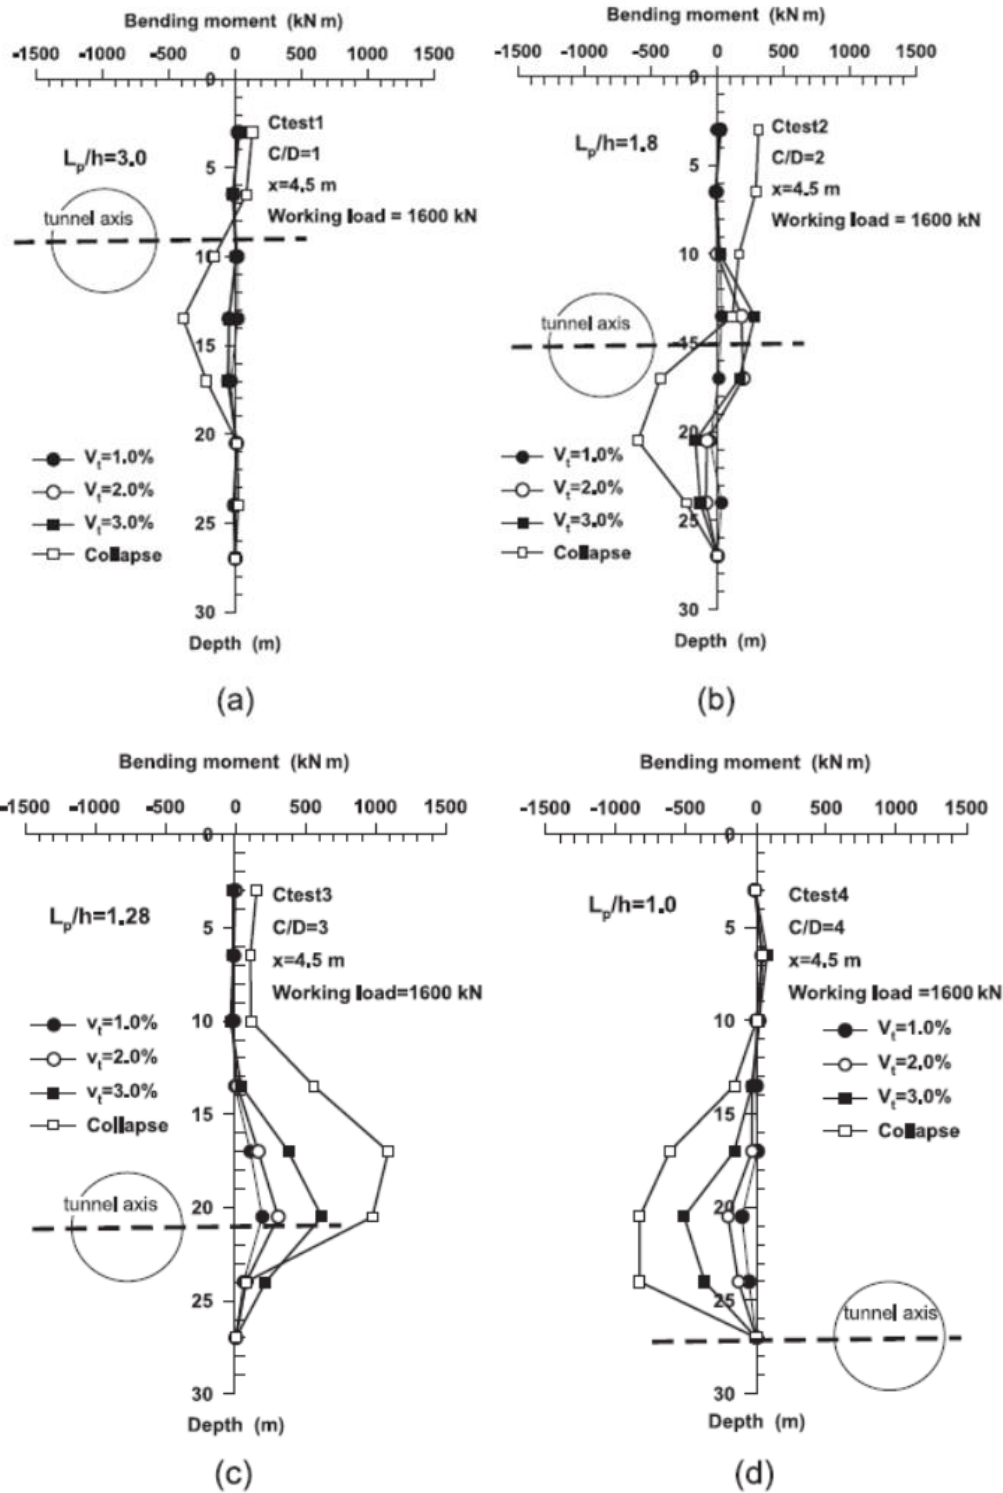 Bending moment (kN m)
-1500 -1000 -500 0 500 1000 1500
0
Ctest1
C/D=1
L_p/h=3.0
5
x=4.5 m
tunnel axis
Working load = 1600 kN
10
15
20
V_t=1.0%
V_t=2.0%
V_t=3.0%
25
Collapse
30
Depth (m)
(a)
Bending moment (kN m)
-1500 -1000 -500 0 500 1000 1500
0
Ctest2
L_p/h=1.8
C/D=2
5
x=4.5 m
Working load = 1600 kN
10
tunnel axis
15
20
V_t=1.0%
V_t=2.0%
V_t=3.0%
25
Collapse
30
Depth (m)
(b)
Bending moment (kN m)
-1500 -1000 -500 0 500 1000 1500
0
Ctest3
L_p/h=1.28
C/D=3
5
x=4.5 m
Working load=1600 kN
v_t=1.0%
10
v_t=2.0%
v_t=3.0%
Collapse
15
tunnel axis
20
25
30
Depth (m)
(c)
Bending moment (kN m)
-1500 -1000 -500 0 500 1000 1500
0
Ctest4
L_p/h=1.0
C/D=4
5
x=4.5 m
Working load =1600 kN
10
V_t=1.0%
V_t=2.0%
V_t=3.0%
Collapse
15
20
25
tunnel axis
30
Depth (m)
(d)